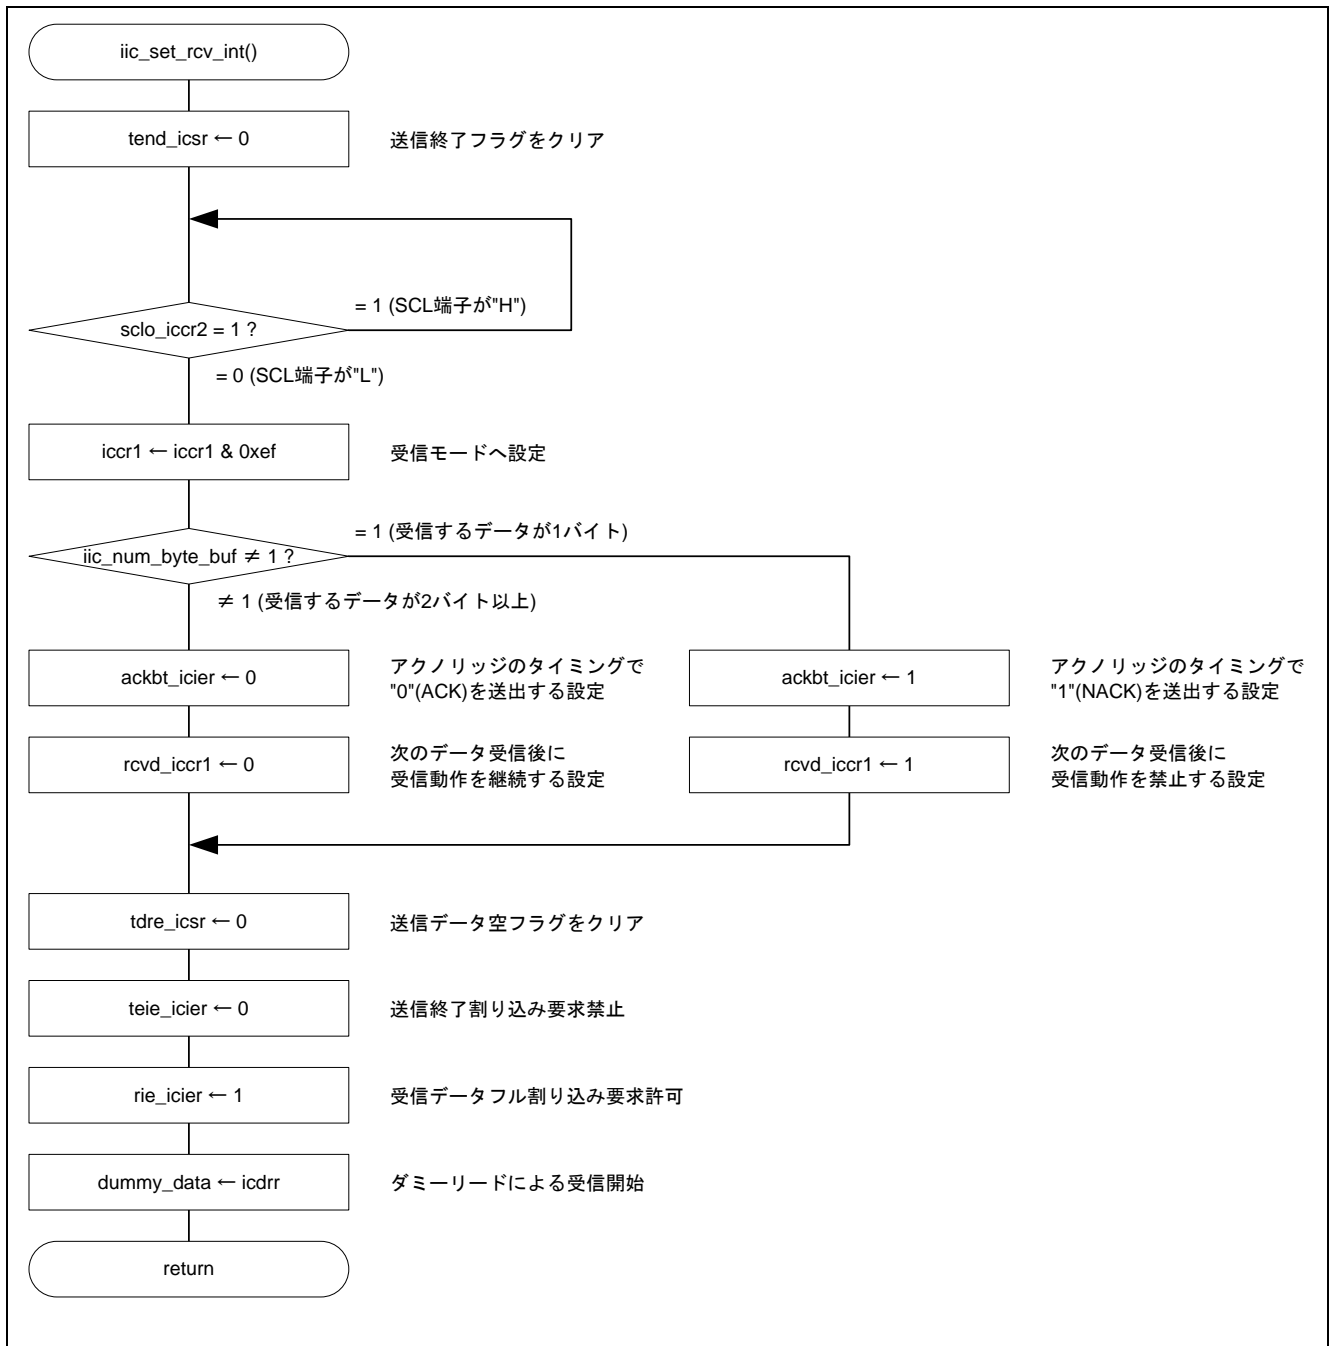 iic_set_rcv_int()
tend_icsr ← 0
送信終了フラグをクリア
= 1 (SCL端子が"H")
sclo_iccr2 = 1 ?
= 0 (SCL端子が"L")
iccr1 ← iccr1 & 0xef
受信モードへ設定
= 1 (受信するデータが1バイト)
iic_num_byte_buf ≠ 1 ?
≠ 1 (受信するデータが2バイト以上)
ackbt_icier ← 0
アクノリッジのタイミングで
"0"(ACK)を送出する設定
ackbt_icier ← 1
アクノリッジのタイミングで
"1"(NACK)を送出する設定
rcvd_iccr1 ← 0
次のデータ受信後に
受信動作を継続する設定
rcvd_iccr1 ← 1
次のデータ受信後に
受信動作を禁止する設定
tdre_icsr ← 0
送信データ空フラグをクリア
teie_icier ← 0
送信終了割り込み要求禁止
rie_icier ← 1
受信データフル割り込み要求許可
dummy_data ← icdrr
ダミーリードによる受信開始
return